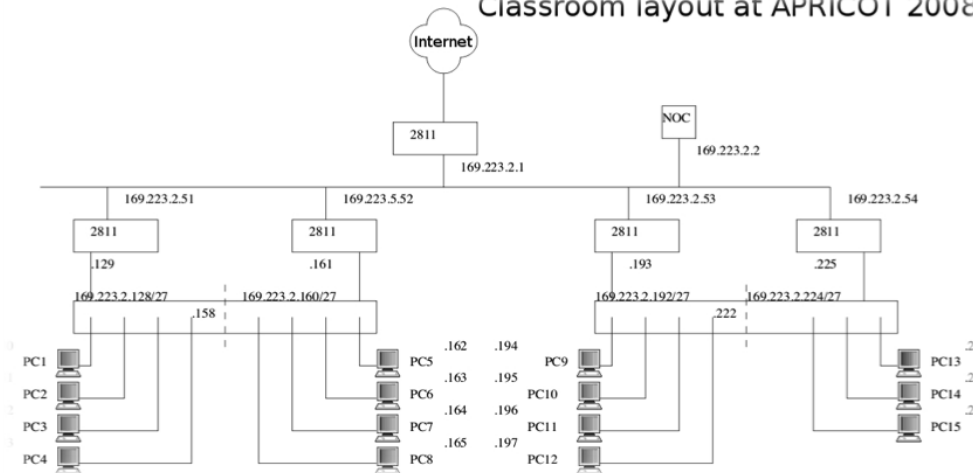 Classroom layout at APRICOT 2008
Internet
2811
NOC
169.223.2.1
169.223.2.2
169.223.2.51
169.223.5.52
169.223.2.53
169.223.2.54
2811
2811
2811
2811
.129
.161
.193
.225
169.223.2.128/27
169.223.2.160/27
169.223.2.192/27
169.223.2.224/27
.158
.222
PC1
PC5
.162
.194
PC9
PC13
PC2
PC6
.163
.195
PC10
PC14
PC3
PC7
.164
.196
PC11
PC15
PC4
PC8
.165
.197
PC12